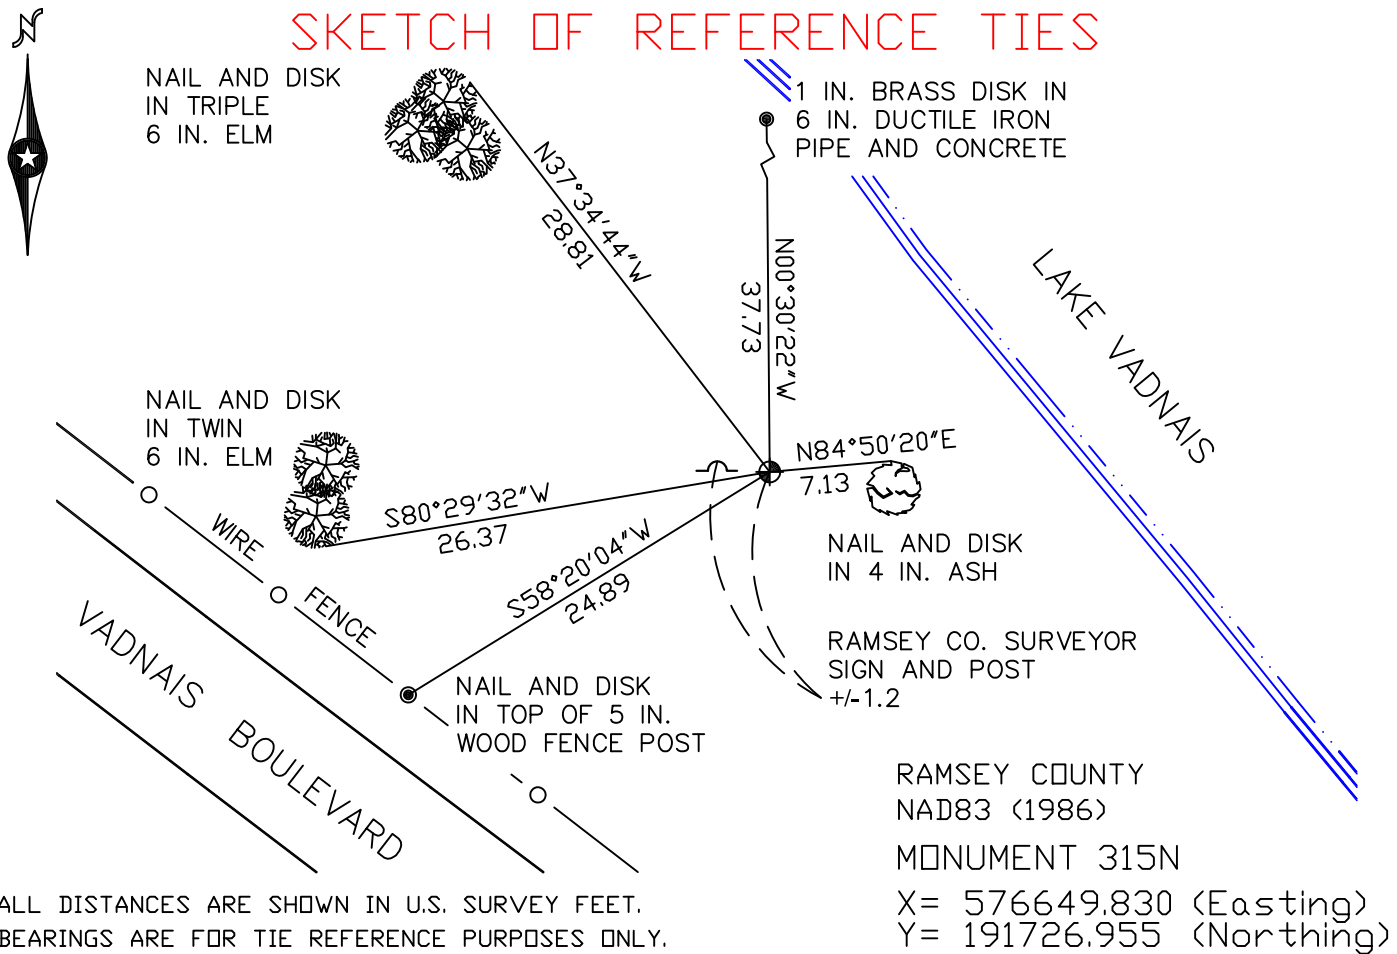 SKETCH OF REFERENCE TIES
N
NAIL AND DISK
IN TRIPLE
6 IN. ELM
1 IN. BRASS DISK IN
6 IN. DUCTILE IRON
PIPE AND CONCRETE
N37°34'44"W
28.81
N00°30'22"W
37.73
LAKE VADNAIS
NAIL AND DISK
IN TWIN
6 IN. ELM
N84°50'20"E
7.13
S80°29'32"W
26.37
NAIL AND DISK
IN 4 IN. ASH
WIRE FENCE
S58°20'04"W
24.89
RAMSEY CO. SURVEYOR
SIGN AND POST
+/-1.2
VADNAIS BOULEVARD
NAIL AND DISK
IN TOP OF 5 IN.
WOOD FENCE POST
RAMSEY COUNTY
NAD83 (1986)
MONUMENT 315N
X= 576649.830 (Easting)
Y= 191726.955 (Northing)
ALL DISTANCES ARE SHOWN IN U.S. SURVEY FEET.
BEARINGS ARE FOR TIE REFERENCE PURPOSES ONLY.